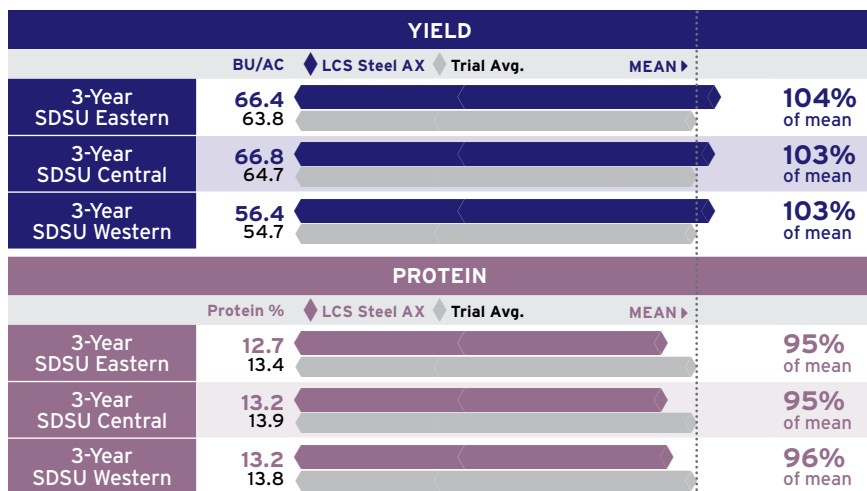 YIELD
BU/AC LCS Steel AX Trial Avg. MEAN
3-Year
SDSU Eastern
66.4
63.8
104%
of mean
3-Year
SDSU Central
66.8
64.7
103%
of mean
3-Year
SDSU Western
56.4
54.7
103%
of mean
PROTEIN
Protein % LCS Steel AX Trial Avg. MEAN
3-Year
SDSU Eastern
12.7
13.4
95%
of mean
3-Year
SDSU Central
13.2
13.9
95%
of mean
3-Year
SDSU Western
13.2
13.8
96%
of mean